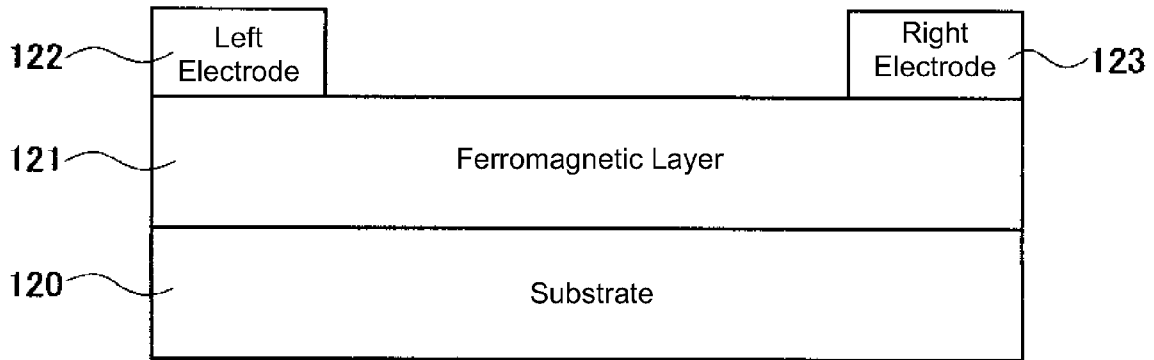 122
Left
Electrode
Right
Electrode
123
121
Ferromagnetic Layer
120
Substrate